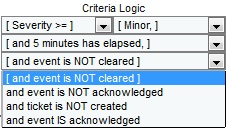 Criteria Logic
[ Severity >= ] [ Minor, ]
[ and 5 minutes has elapsed, ]
[ and event is NOT cleared ]
[ and event is NOT cleared ]
and event is NOT acknowledged
and ticket is NOT created
and event IS acknowledged